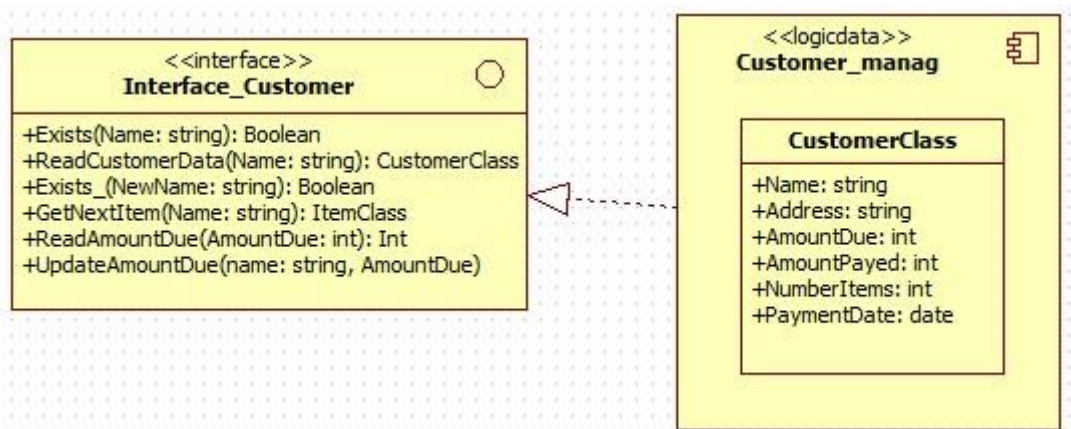 <<interface>>
Interface_Customer
+Exists(Name: string): Boolean
+ReadCustomerData(Name: string): CustomerClass
+Exists_(NewName: string): Boolean
+GetNextItem(Name: string): ItemClass
+ReadAmountDue(AmountDue: int): Int
+UpdateAmountDue(name: string, AmountDue)
<<logicdata>>
Customer_manag
CustomerClass
+Name: string
+Address: string
+AmountDue: int
+AmountPayed: int
+NumberItems: int
+PaymentDate: date